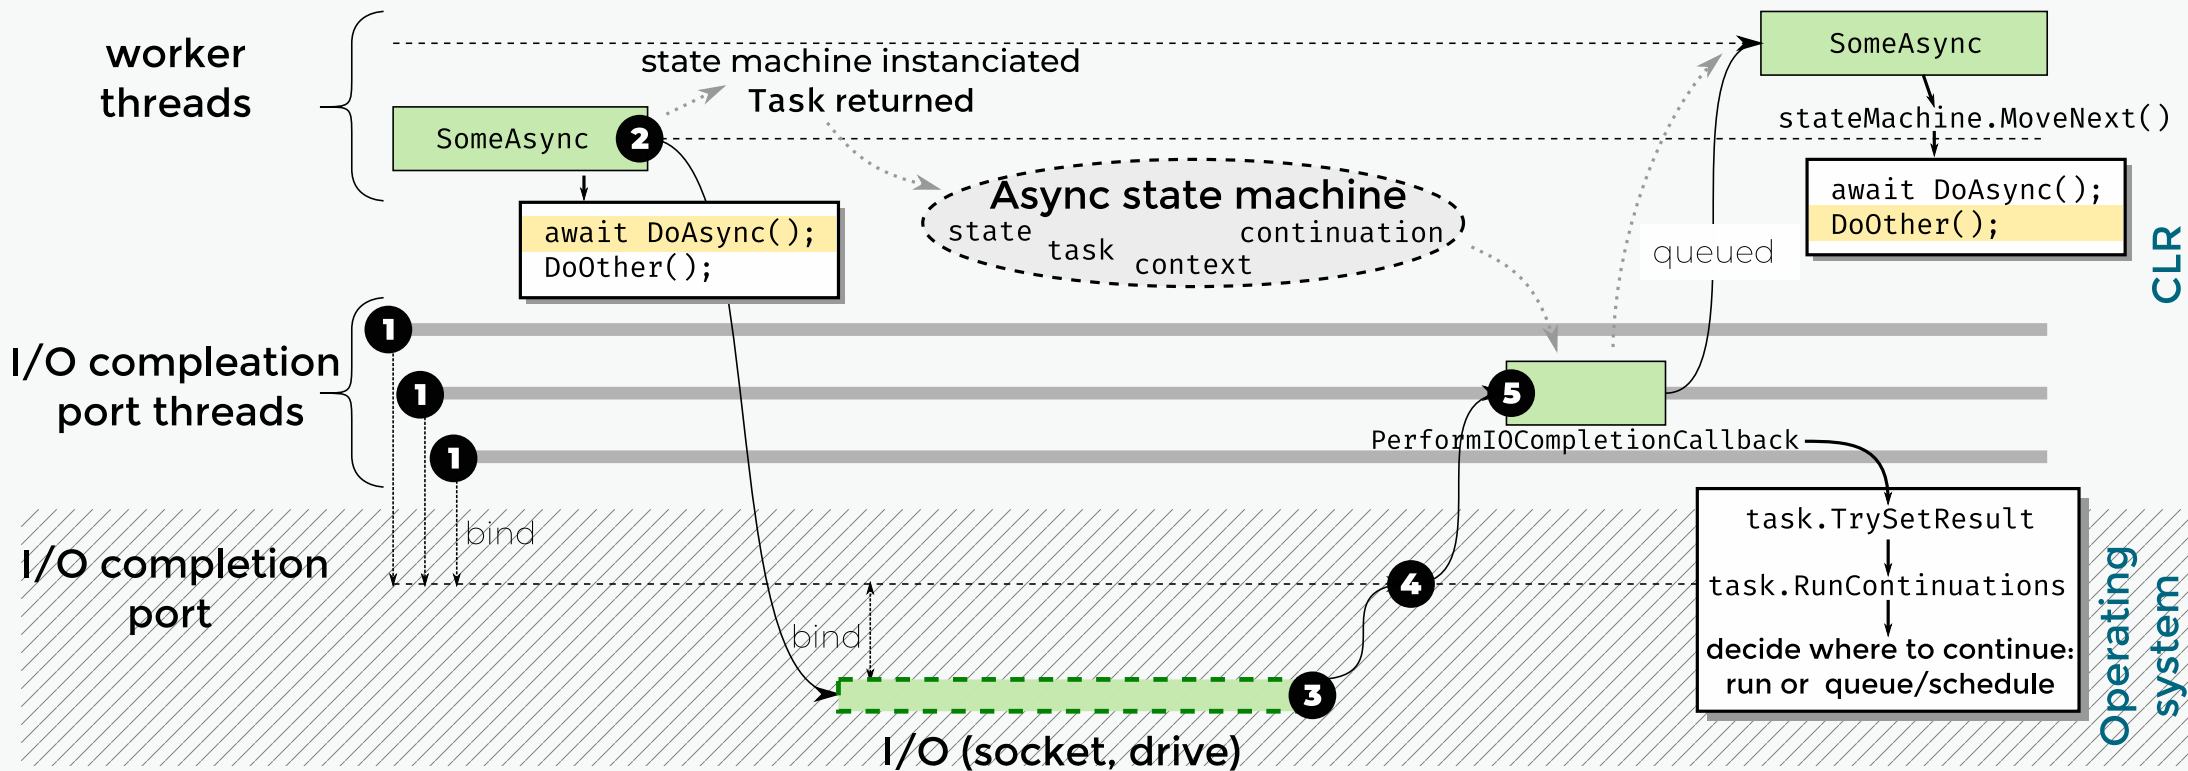 worker
threads
state machine instanciated
Task returned
SomeAsync
2
await DoAsync();
DoOther();
Async state machine
state
task
context
continuation
queued
SomeAsync
stateMachine.MoveNext()
await DoAsync();
DoOther();
CLR
I/O compleation
port threads
1
1
1
5
PerformIOCompletionCallback
bind
I/O completion
port
bind
4
3
I/O (socket, drive)
task.TrySetResult
task.RunContinuations
decide where to continue:
run or queue/schedule
Operating
system